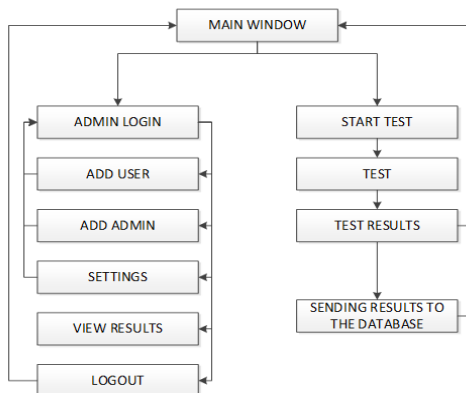 MAIN WINDOW
ADMIN LOGIN
START TEST
ADD USER
TEST
ADD ADMIN
TEST RESULTS
SETTINGS
VIEW RESULTS
SENDING RESULTS TO
THE DATABASE
LOGOUT